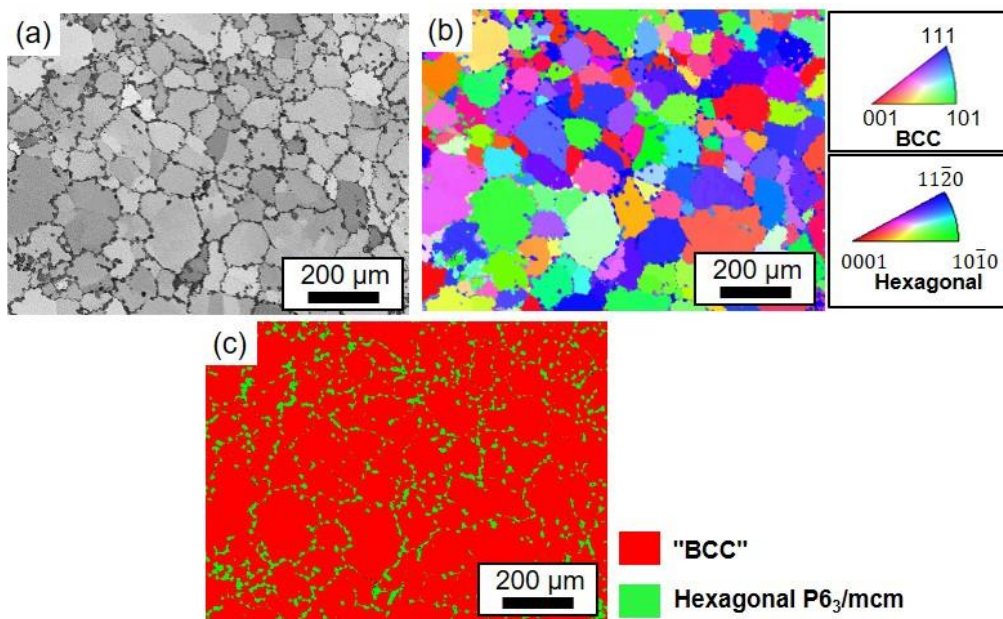 (a)
200 µm
(b)
200 µm
111
001
101
BCC
112̅0
0001
101̅0
Hexagonal
(c)
200 µm
"BCC"
Hexagonal P6₃/mcm